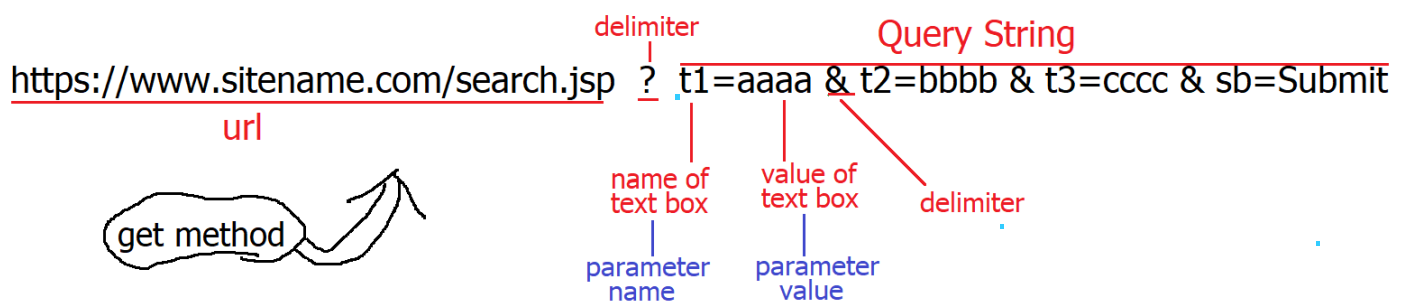 delimiter
Query String
https://www.sitename.com/search.jsp ? t1=aaaa & t2=bbbb & t3=cccc & sb=Submit
url
name of
text box
value of
text box
delimiter
get method
parameter
name
parameter
value